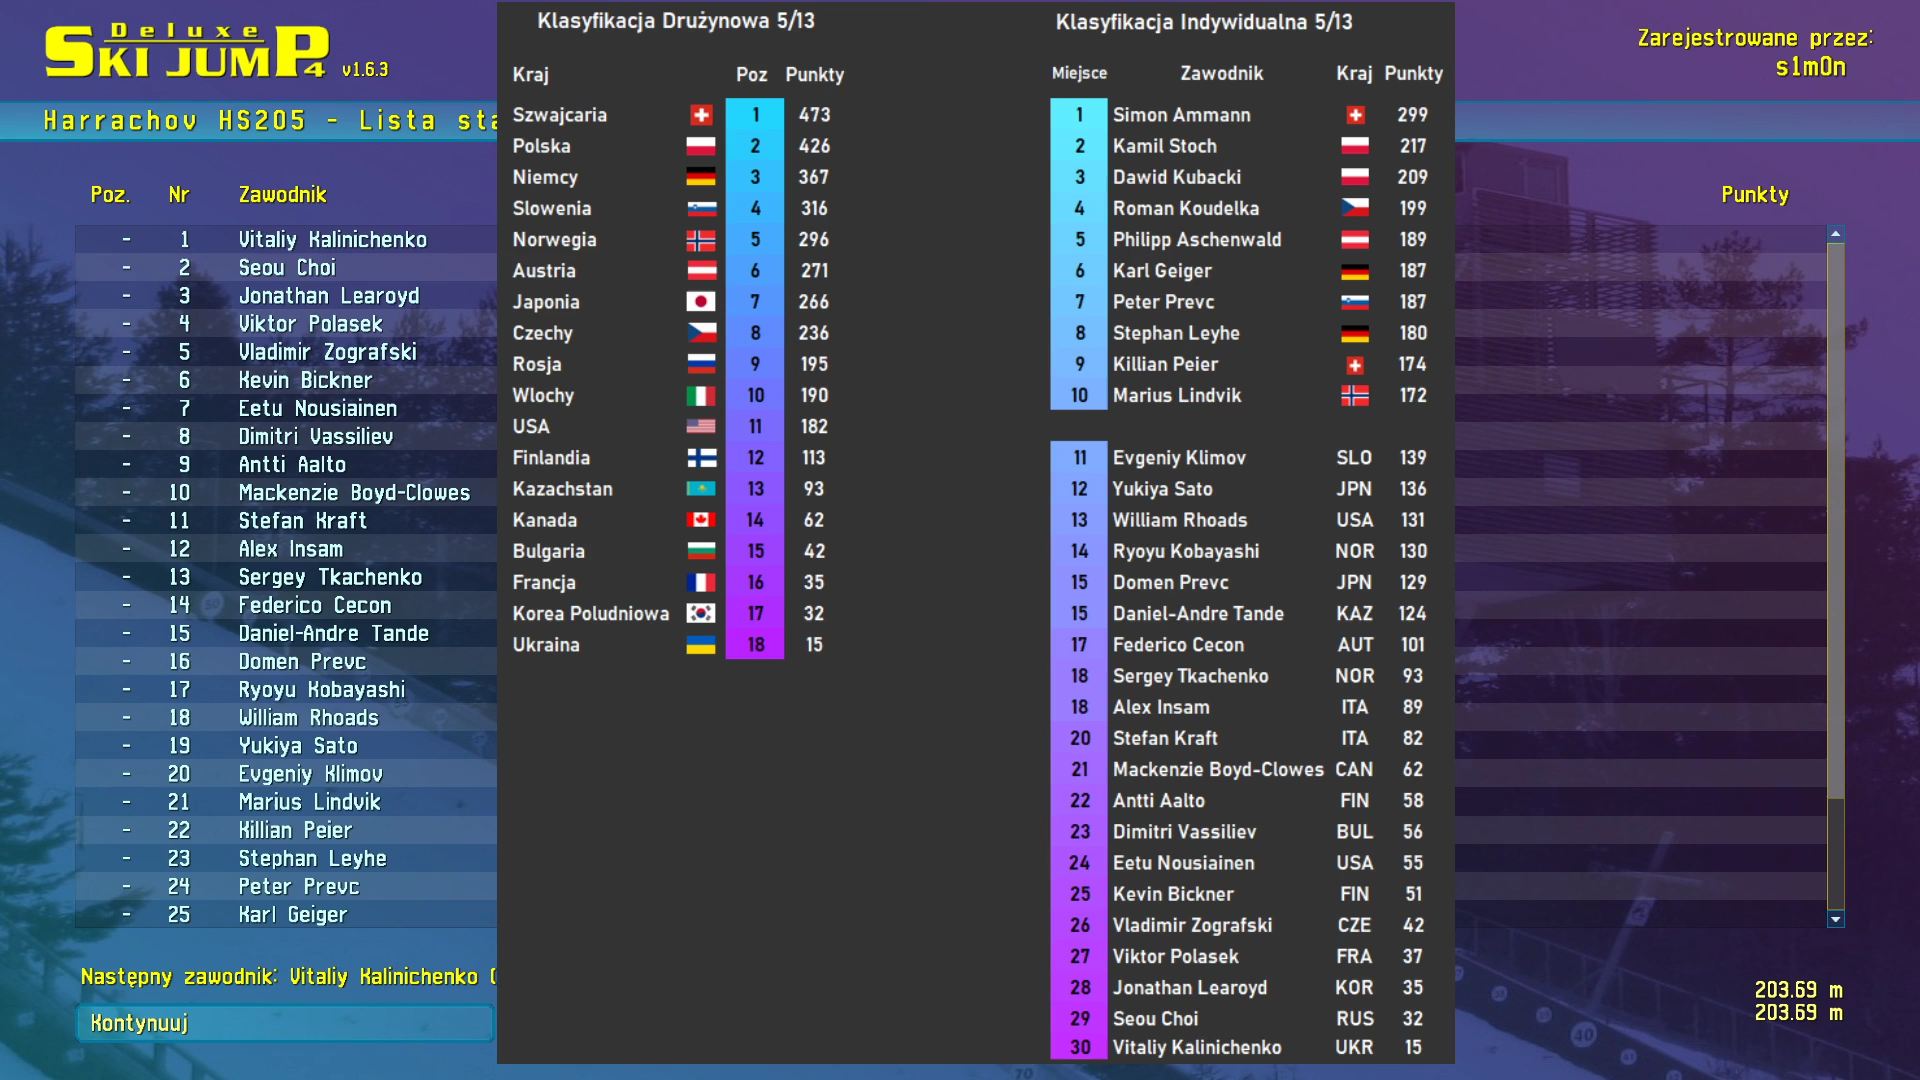 Deluxe
SKI JUMP 4 v1.6.3
Zarejestrowane przez:
s1m0n
Harrachov HS205 - Lista sta
Poz. Nr Zawodnik
Punkty
- 1 Vitaliy Kalinichenko
- 2 Seou Choi
- 3 Jonathan Learoyd
- 4 Viktor Polasek
- 5 Vladimir Zografski
- 6 Kevin Bickner
- 7 Eetu Nousiainen
- 8 Dimitri Vassiliev
- 9 Antti Aalto
- 10 Mackenzie Boyd-Clowes
- 11 Stefan Kraft
- 12 Alex Insam
- 13 Sergey Tkachenko
- 14 Federico Cecon
- 15 Daniel-Andre Tande
- 16 Domen Prevc
- 17 Ryoyu Kobayashi
- 18 William Rhoads
- 19 Yukiya Sato
- 20 Evgeniy Klimov
- 21 Marius Lindvik
- 22 Killian Peier
- 23 Stephan Leyhe
- 24 Peter Prevc
- 25 Karl Geiger
Następny zawodnik: Vitaliy Kalinichenko (
Kontynuuj
Klasyfikacja Drużynowa 5/13
Kraj Poz Punkty
Szwajcaria 1 473
Polska 2 426
Niemcy 3 367
Slowenia 4 316
Norwegia 5 296
Austria 6 271
Japonia 7 266
Czechy 8 236
Rosja 9 195
Wlochy 10 190
USA 11 182
Finlandia 12 113
Kazachstan 13 93
Kanada 14 62
Bulgaria 15 42
Francja 16 35
Korea Poludniowa 17 32
Ukraina 18 15
Klasyfikacja Indywidualna 5/13
Miejsce Zawodnik Kraj Punkty
1 Simon Ammann 299
2 Kamil Stoch 217
3 Dawid Kubacki 209
4 Roman Koudelka 199
5 Philipp Aschenwald 189
6 Karl Geiger 187
7 Peter Prevc 187
8 Stephan Leyhe 180
9 Killian Peier 174
10 Marius Lindvik 172
11 Evgeniy Klimov SLO 139
12 Yukiya Sato JPN 136
13 William Rhoads USA 131
14 Ryoyu Kobayashi NOR 130
15 Domen Prevc JPN 129
15 Daniel-Andre Tande KAZ 124
17 Federico Cecon AUT 101
18 Sergey Tkachenko NOR 93
18 Alex Insam ITA 89
20 Stefan Kraft ITA 82
21 Mackenzie Boyd-Clowes CAN 62
22 Antti Aalto FIN 58
23 Dimitri Vassiliev BUL 56
24 Eetu Nousiainen USA 55
25 Kevin Bickner FIN 51
26 Vladimir Zografski CZE 42
27 Viktor Polasek FRA 37
28 Jonathan Learoyd KOR 35
29 Seou Choi RUS 32
30 Vitaliy Kalinichenko UKR 15
203.69 m
203.69 m
40
70